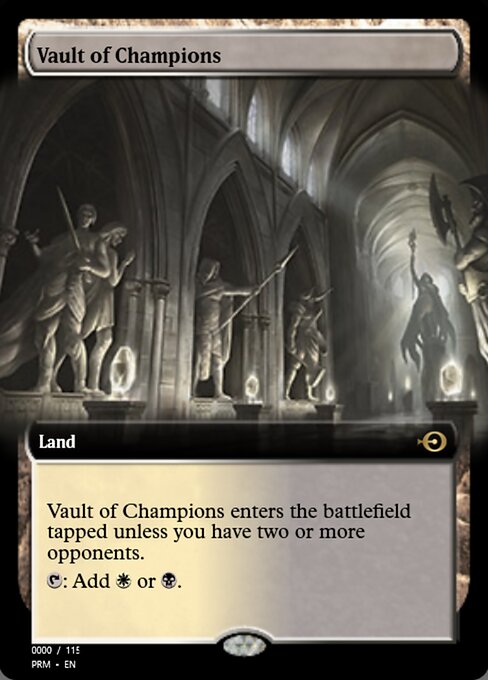 Vault of Champions
Land
Vault of Champions enters the battlefield
tapped unless you have two or more
opponents.
: Add or .
0000 / 115
PRM • EN